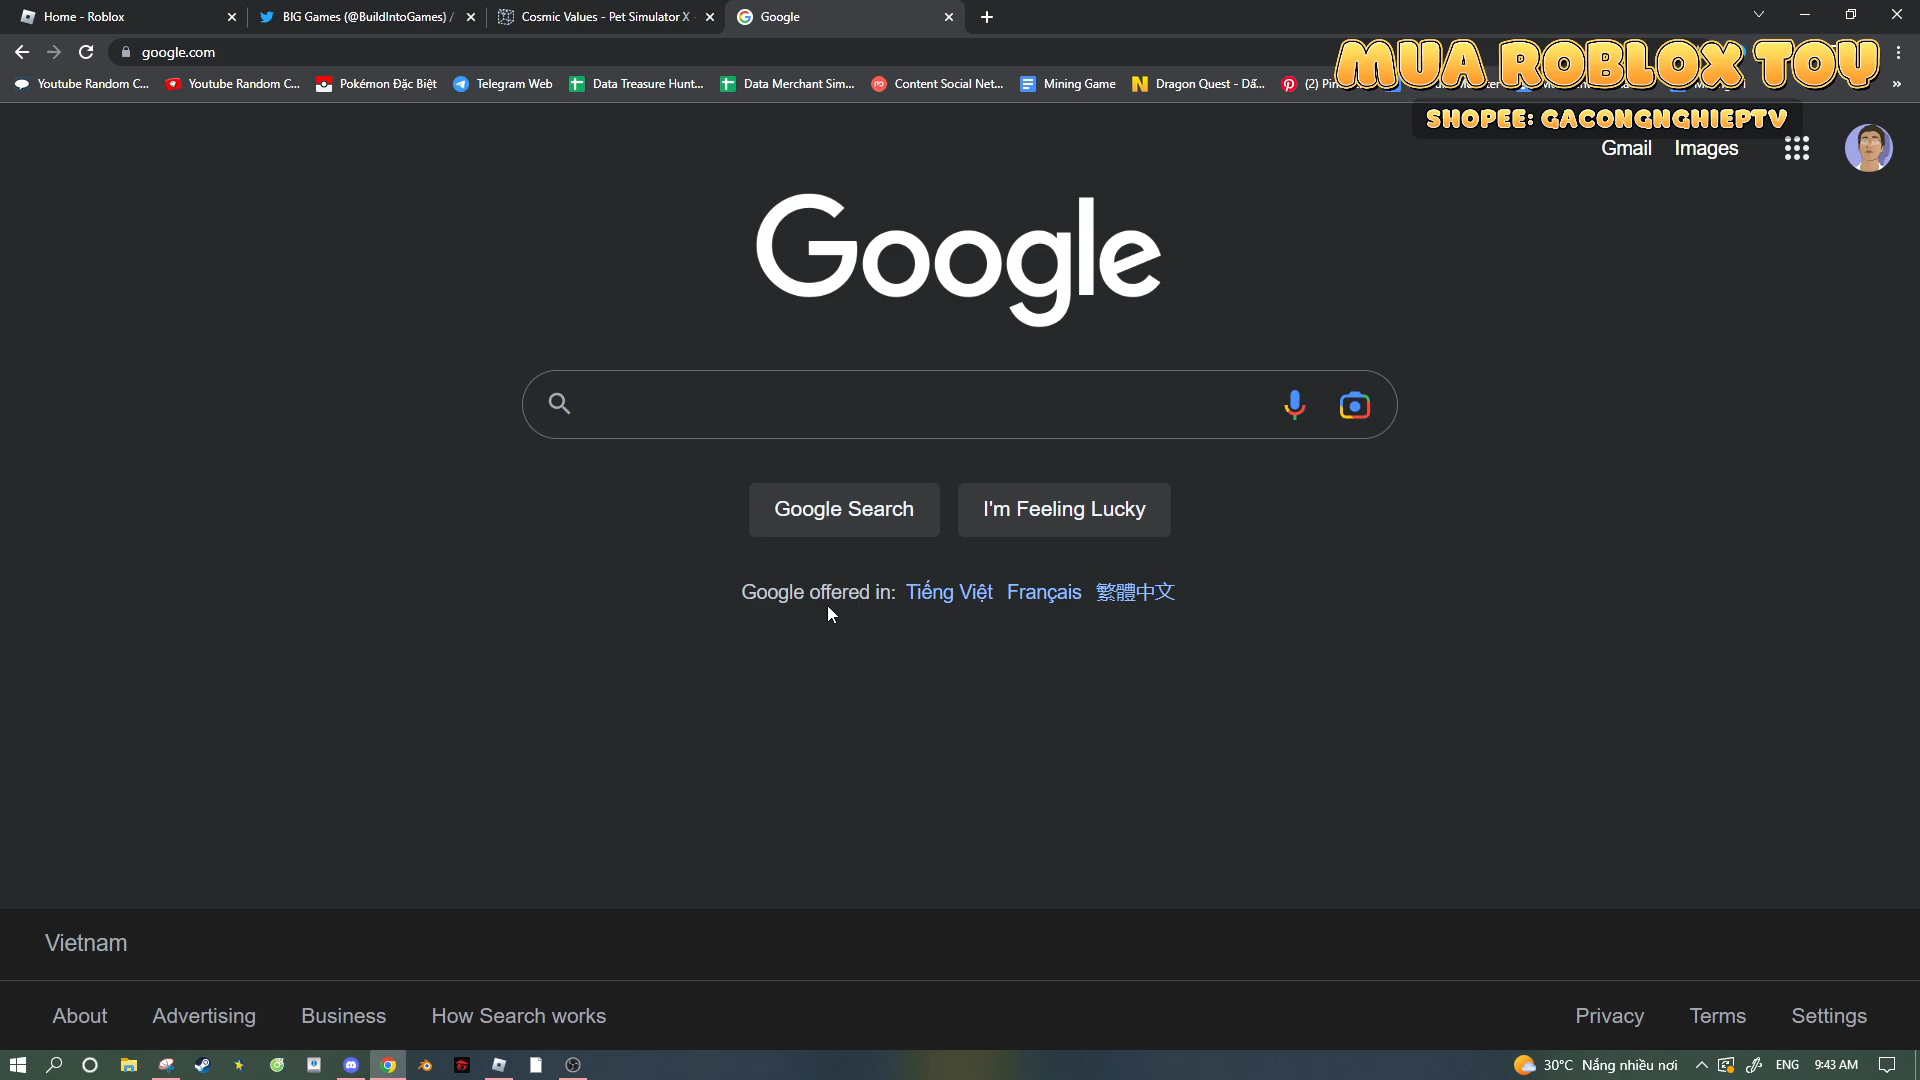 Home - Roblox
BIG Games (@BuildIntoGames) /
Cosmic Values - Pet Simulator X
Google
google.com
MUA ROBLOX TOY
Youtube Random C...
Youtube Random C...
Pokémon Đặc Biệt
Telegram Web
Data Treasure Hunt...
Data Merchant Sim...
Content Social Net...
Mining Game
Dragon Quest - Dấ...
SHOPEE: GACONGNGHIEPTV
Gmail
Images
Google
Google Search
I'm Feeling Lucky
Google offered in: Tiếng Việt Français 繁體中文
Vietnam
About
Advertising
Business
How Search works
Privacy
Terms
Settings
30°C Nắng nhiều nơi
ENG
9:43 AM